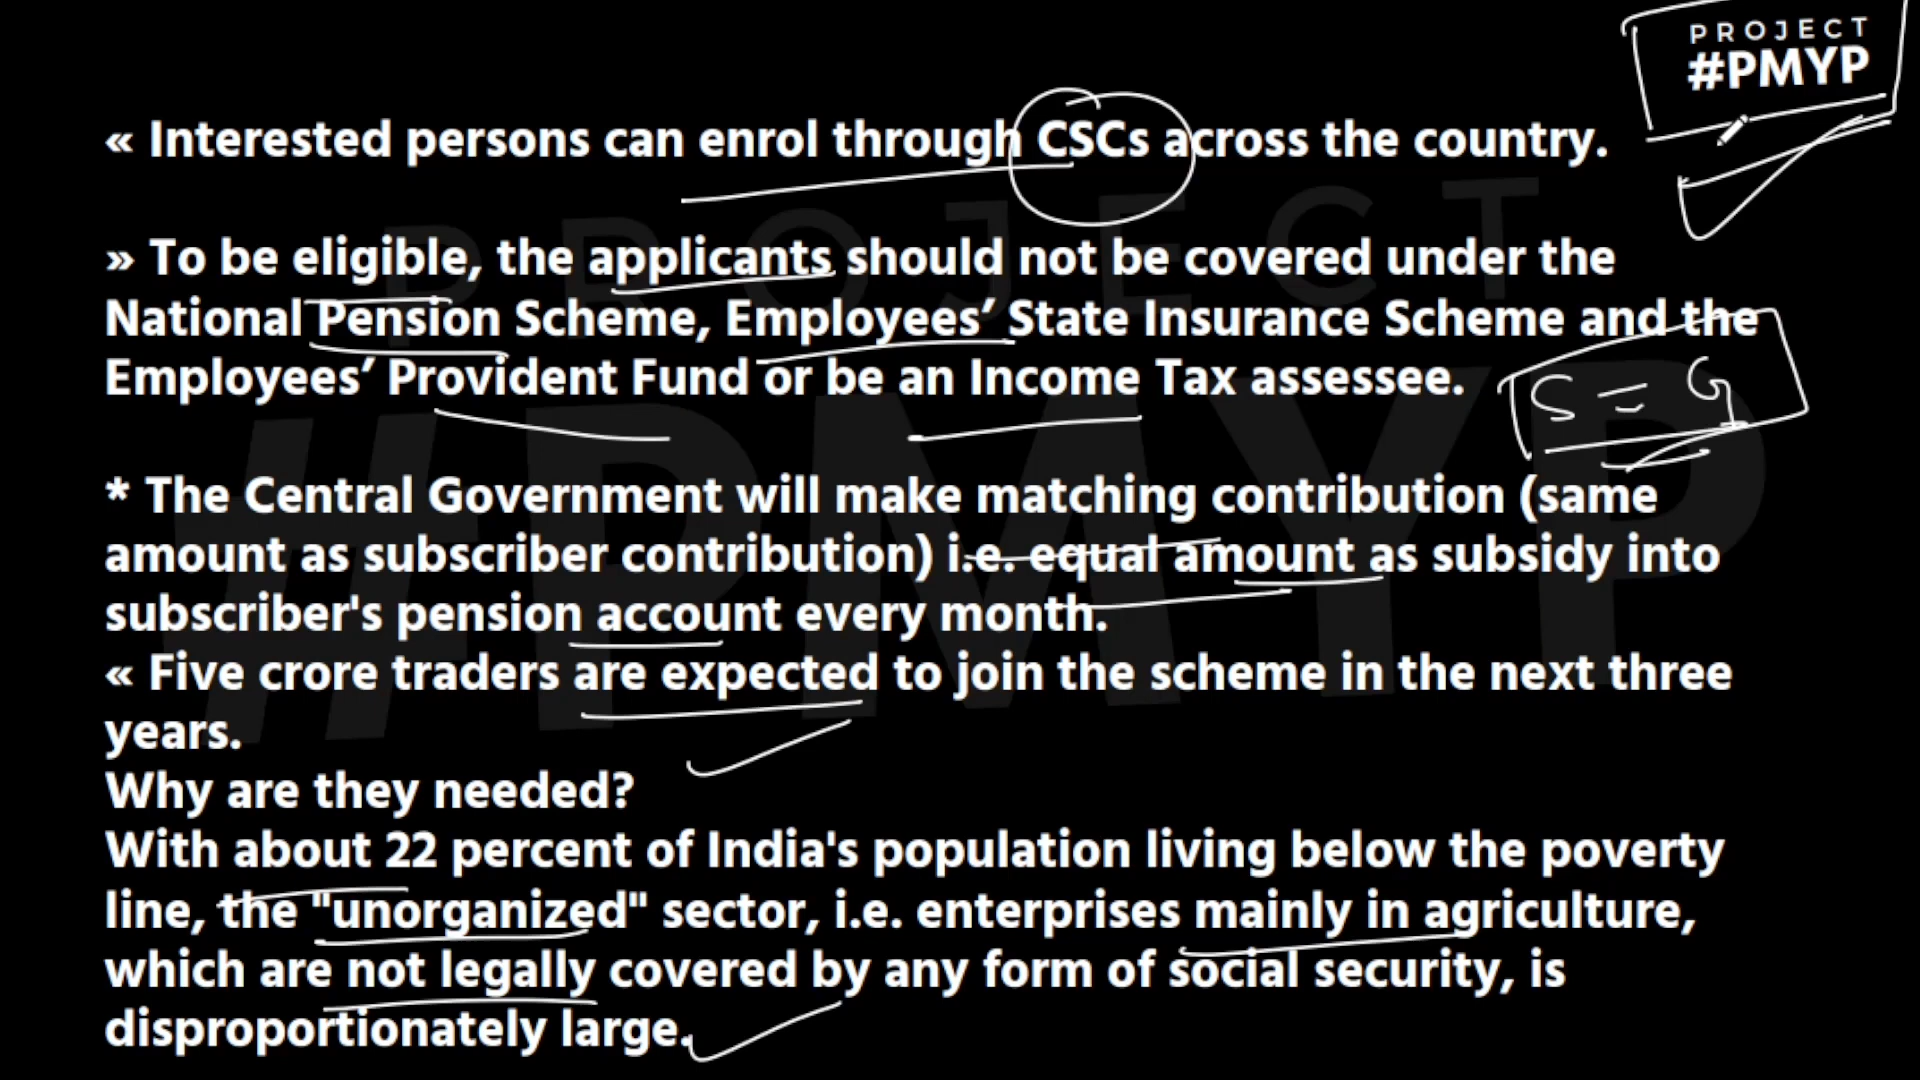 PROJECT
#PMYP
« Interested persons can enrol through CSCs across the country.
» To be eligible, the applicants should not be covered under the
National Pension Scheme, Employees’ State Insurance Scheme and the
Employees’ Provident Fund or be an Income Tax assessee.
S = G
* The Central Government will make matching contribution (same
amount as subscriber contribution) i.e. equal amount as subsidy into
subscriber's pension account every month.
« Five crore traders are expected to join the scheme in the next three
years.
Why are they needed?
With about 22 percent of India's population living below the poverty
line, the "unorganized" sector, i.e. enterprises mainly in agriculture,
which are not legally covered by any form of social security, is
disproportionately large.
PROJECT
#PMYP